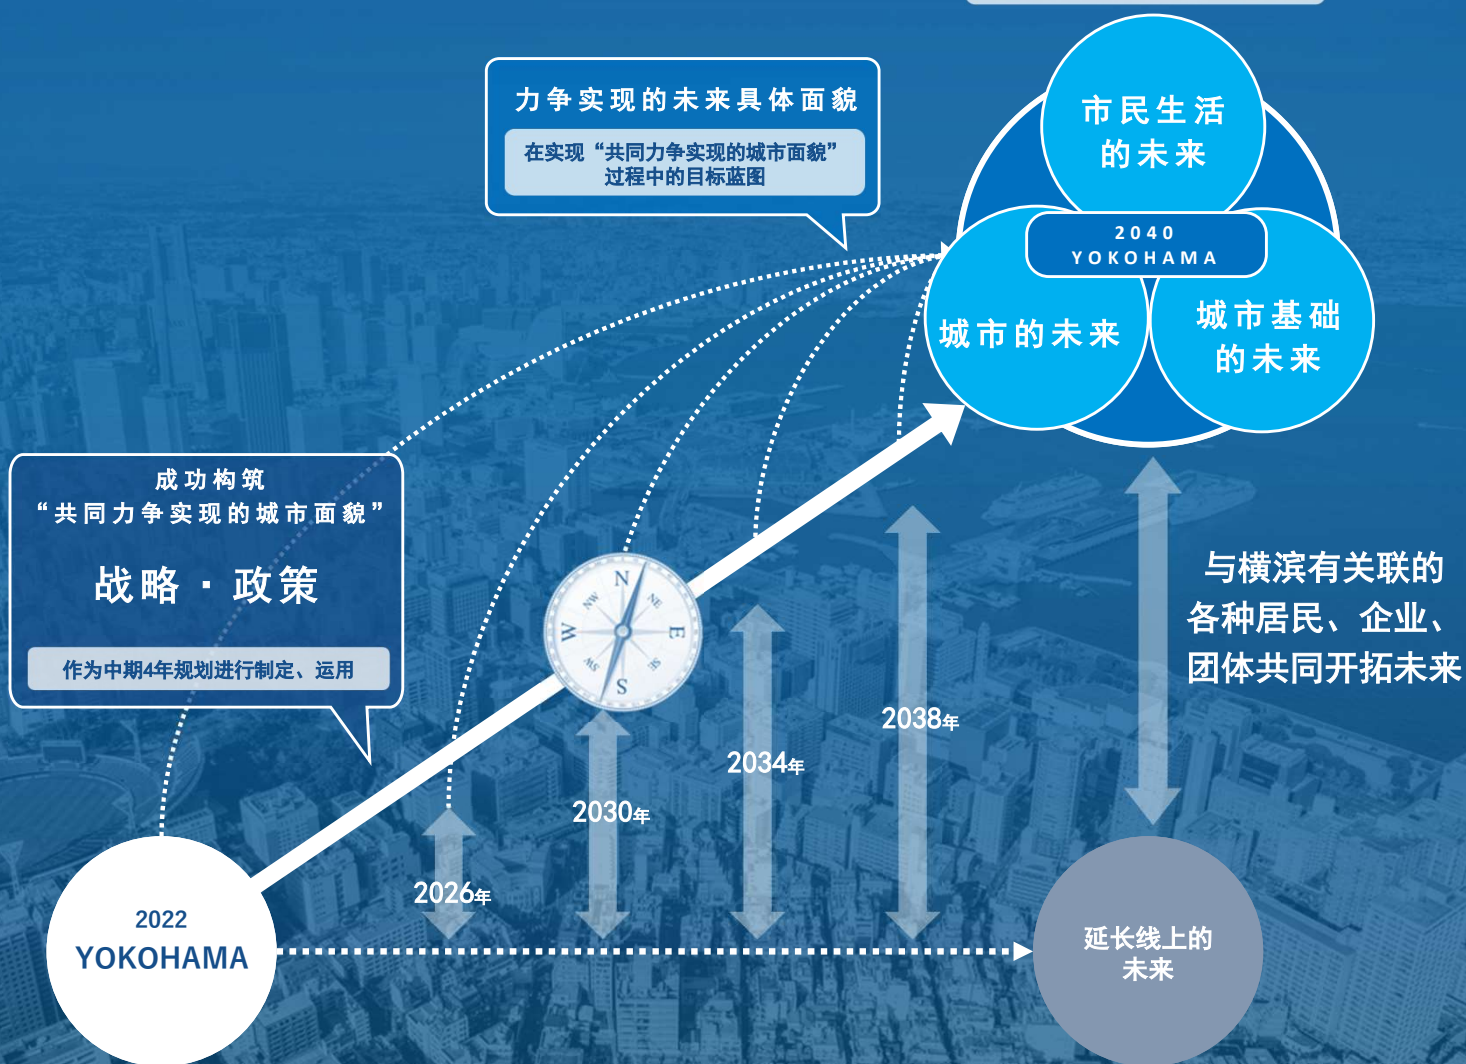 力争实现的未来具体面貌
在实现“共同力争实现的城市面貌”
过程中的目标蓝图
市民生活
的未来
2040
YOKOHAMA
城市的未来
城市基础
的未来
成功构筑
“共同力争实现的城市面貌”
战略·政策
作为中期4年规划进行制定、运用
N
NE
E
SE
S
SW
W
NW
与横滨有关联的
各种居民、企业、
团体共同开拓未来
2038年
2034年
2030年
2026年
2022
YOKOHAMA
延长线上的
未来